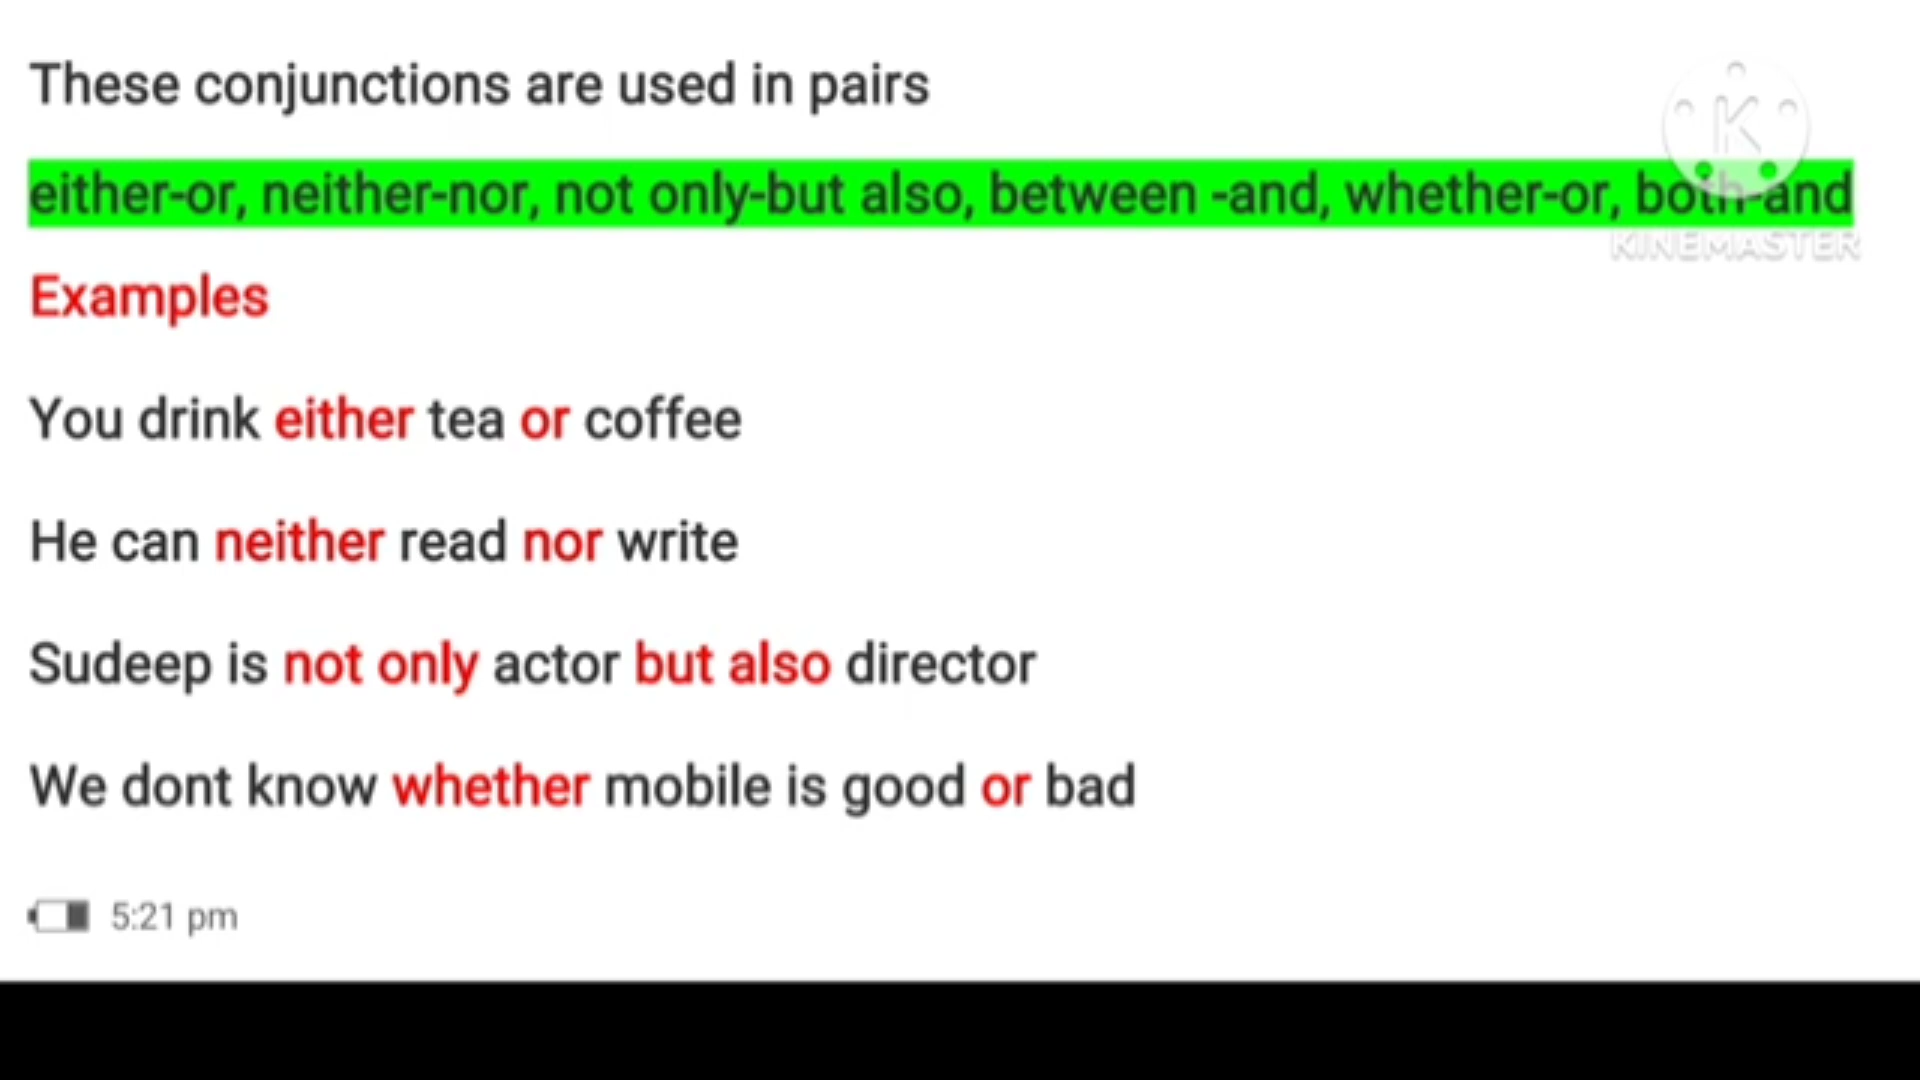 These conjunctions are used in pairs
either-or, neither-nor, not only-but also, between -and, whether-or, both-and
KINEMASTER
Examples
You drink either tea or coffee
He can neither read nor write
Sudeep is not only actor but also director
We dont know whether mobile is good or bad
5:21 pm